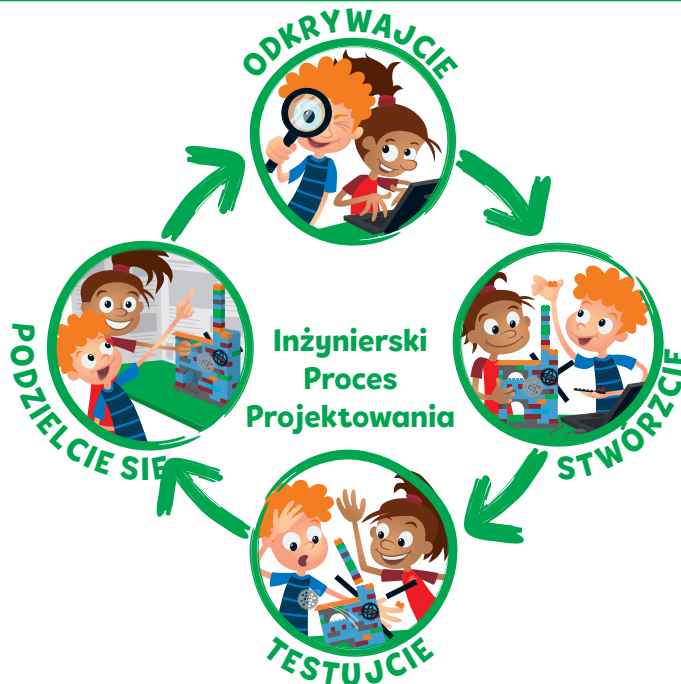 ODKRYWAJCIE
STWÓRZCIE
TESTUJCIE
PODZIELCIE SIĘ
Inżynierski
Proces
Projektowania